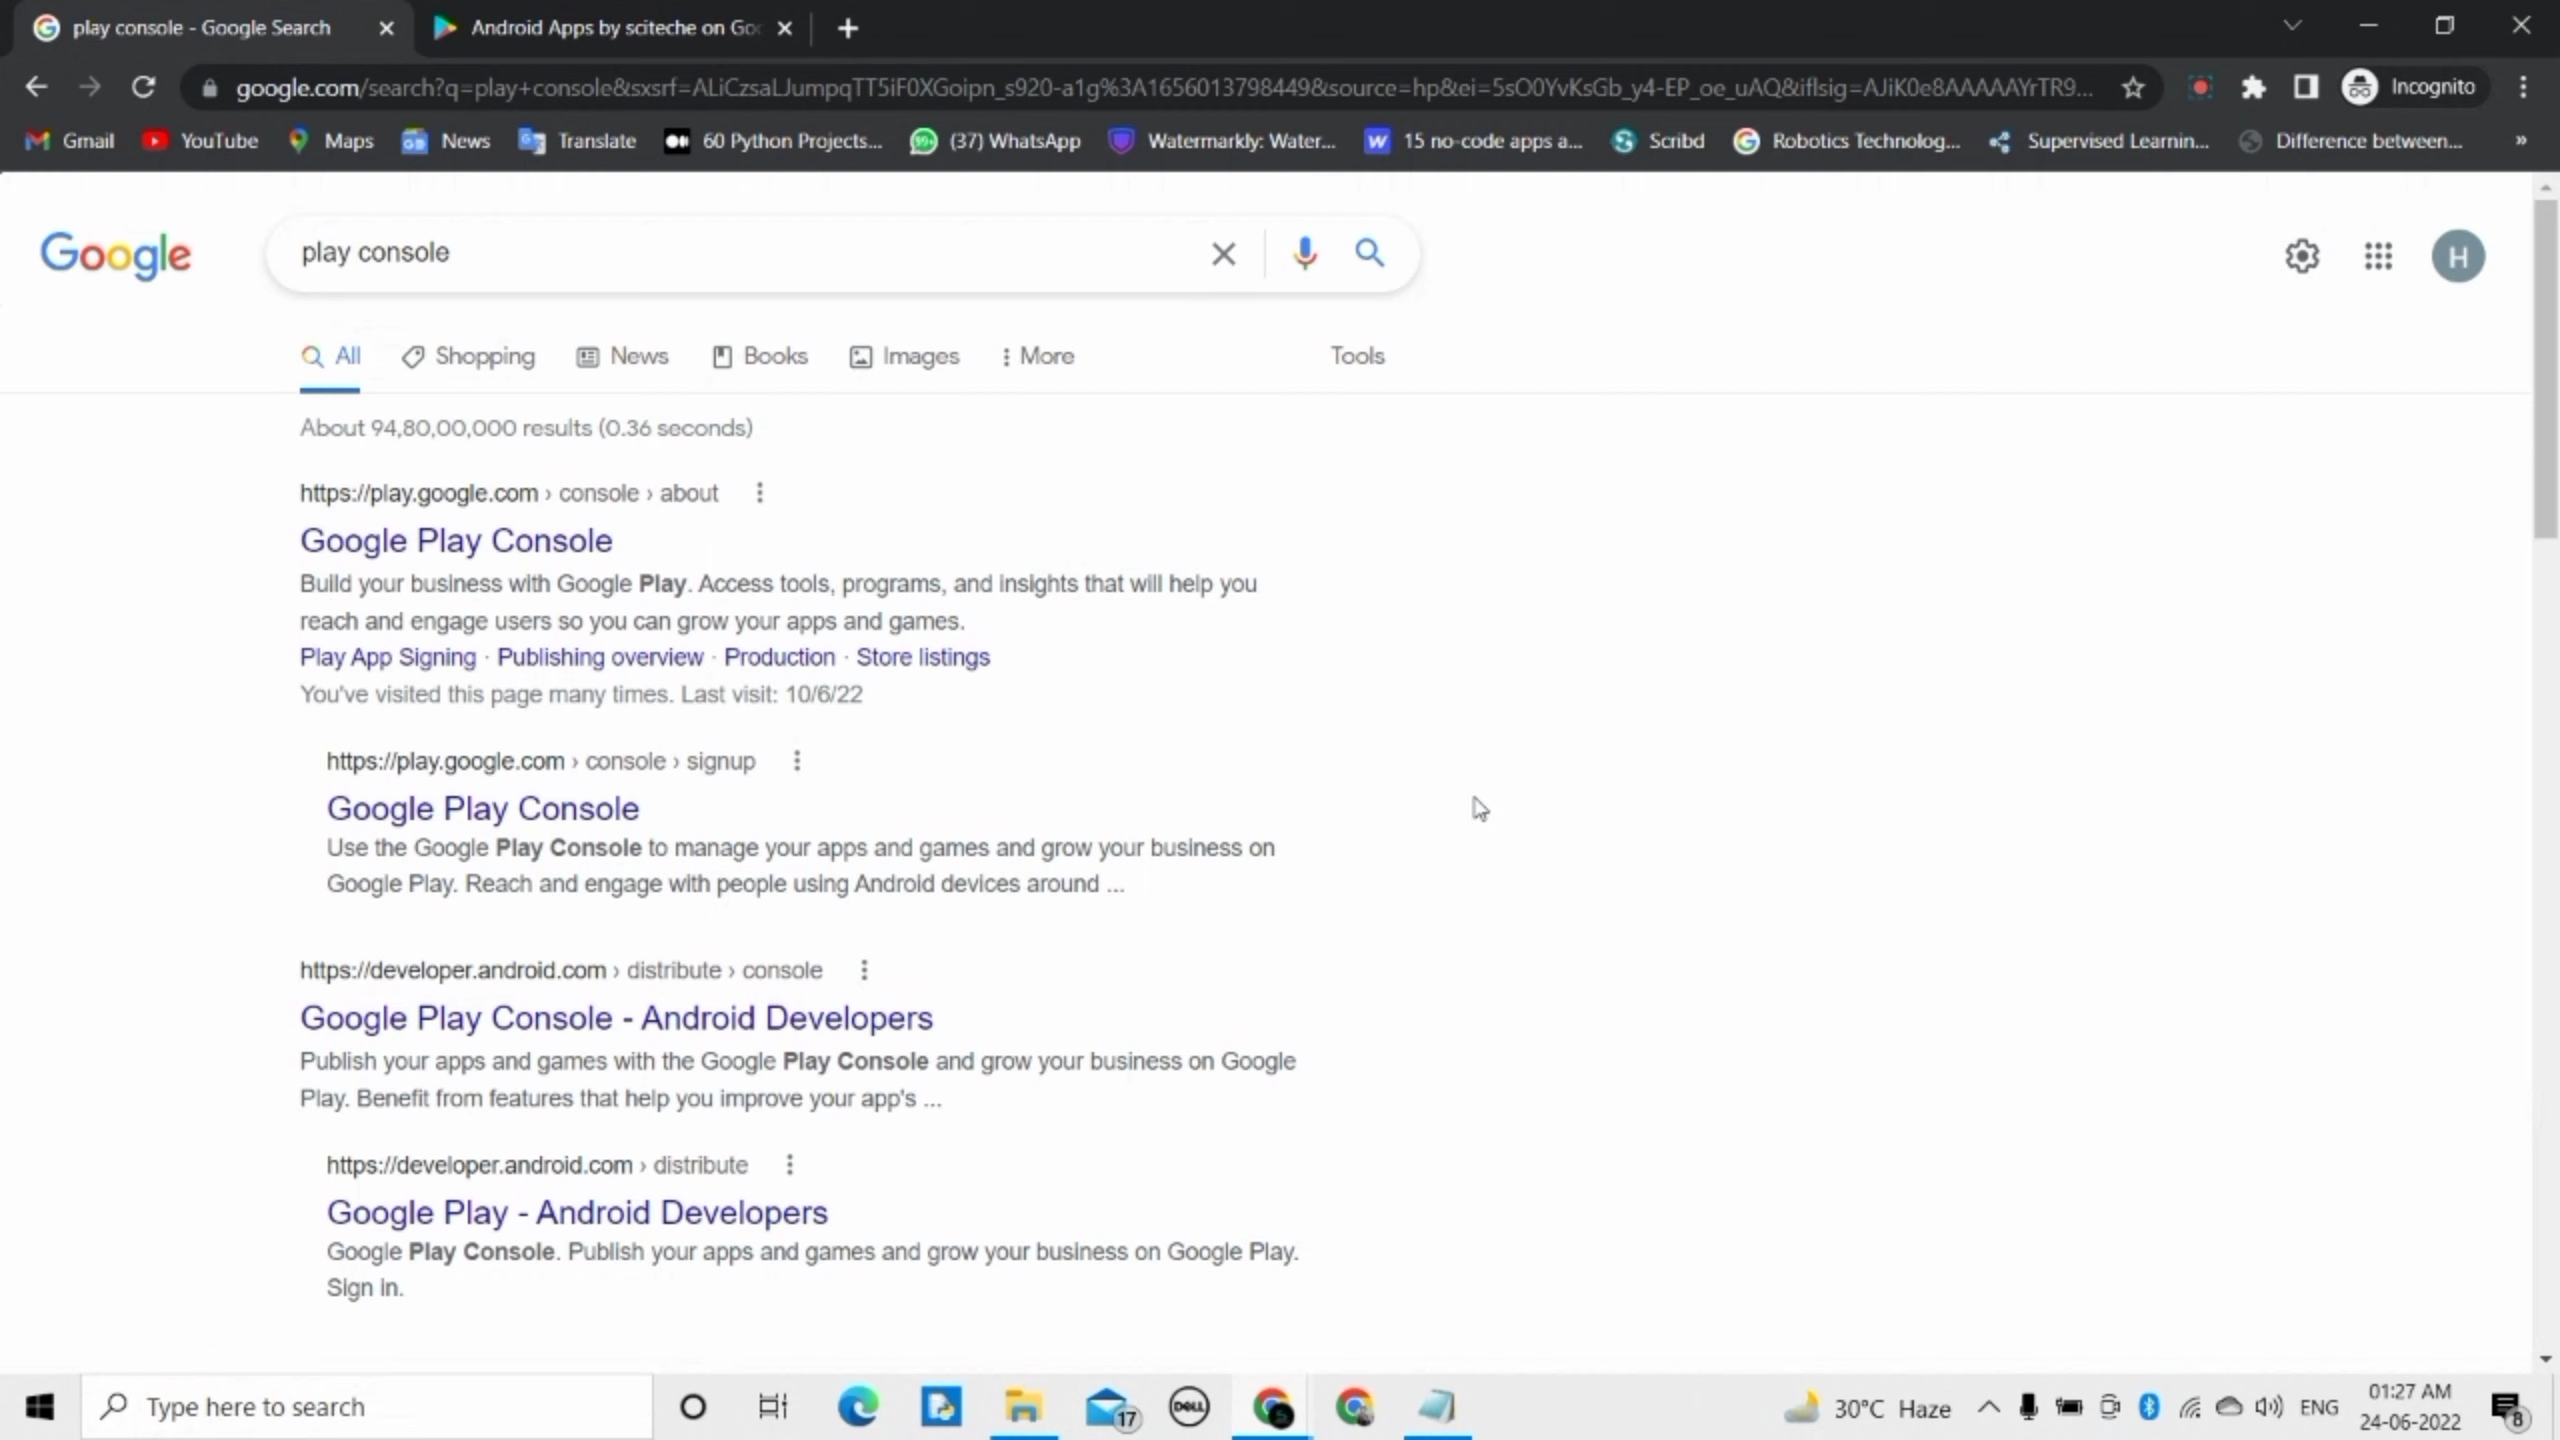 play console - Google Search
Android Apps by sciteche on Goo
google.com/search?q=play+console&sxsrf=ALiCzsaLJumpqTT5iF0XGoipn_s920-a1g%3A1656013798449&source=hp&ei=5sO0YvKsGb_y4-EP_oe_uAQ&iflsig=AJiK0e8AAAAAYrTR9...
Incognito
Gmail
YouTube
Maps
News
Translate
60 Python Projects...
(37) WhatsApp
Watermarkly: Water...
15 no-code apps a...
Scribd
Robotics Technolog...
Supervised Learnin...
Difference between...
»
Google
play console
H
All
Shopping
News
Books
Images
More
Tools
About 94,80,00,000 results (0.36 seconds)
https://play.google.com › console › about
Google Play Console
Build your business with Google Play. Access tools, programs, and insights that will help you
reach and engage users so you can grow your apps and games.
Play App Signing · Publishing overview · Production · Store listings
You've visited this page many times. Last visit: 10/6/22
https://play.google.com › console › signup
Google Play Console
Use the Google Play Console to manage your apps and games and grow your business on
Google Play. Reach and engage with people using Android devices around ...
https://developer.android.com › distribute › console
Google Play Console - Android Developers
Publish your apps and games with the Google Play Console and grow your business on Google
Play. Benefit from features that help you improve your app's ...
https://developer.android.com › distribute
Google Play - Android Developers
Google Play Console. Publish your apps and games and grow your business on Google Play.
Sign in.
Type here to search
17
DELL
30°C Haze
ENG
01:27 AM
24-06-2022
8